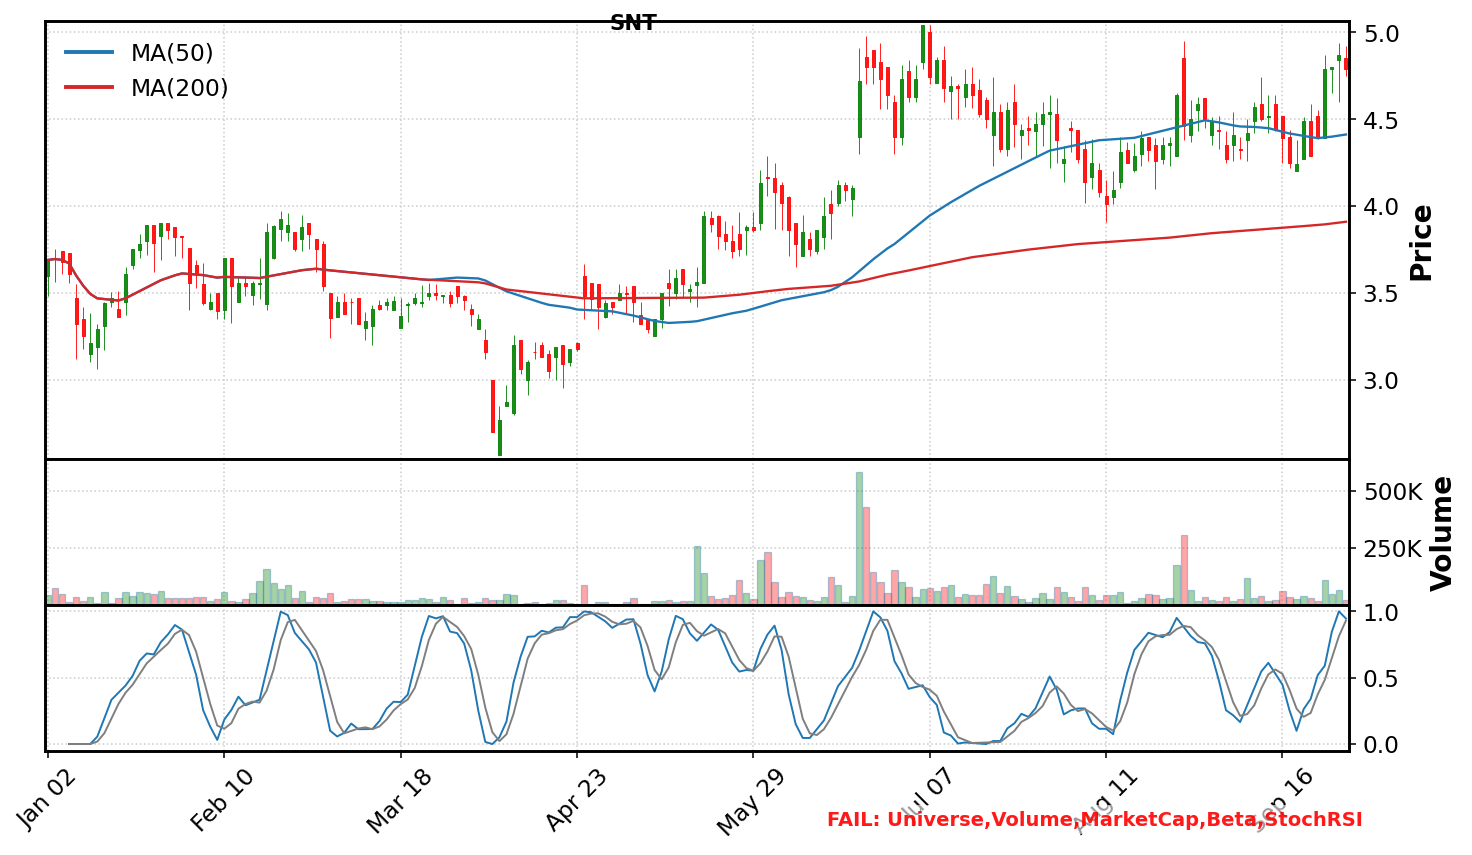 SNT
MA(50)
MA(200)
5.0
4.5
4.0
3.5
3.0
Price
500K
250K
Volume
1.0
0.5
0.0
Jan 02
Feb 10
Mar 18
Apr 23
May 29
Jul 07
Aug 11
Sep 16
FAIL: Universe,Volume,MarketCap,Beta,StochRSI